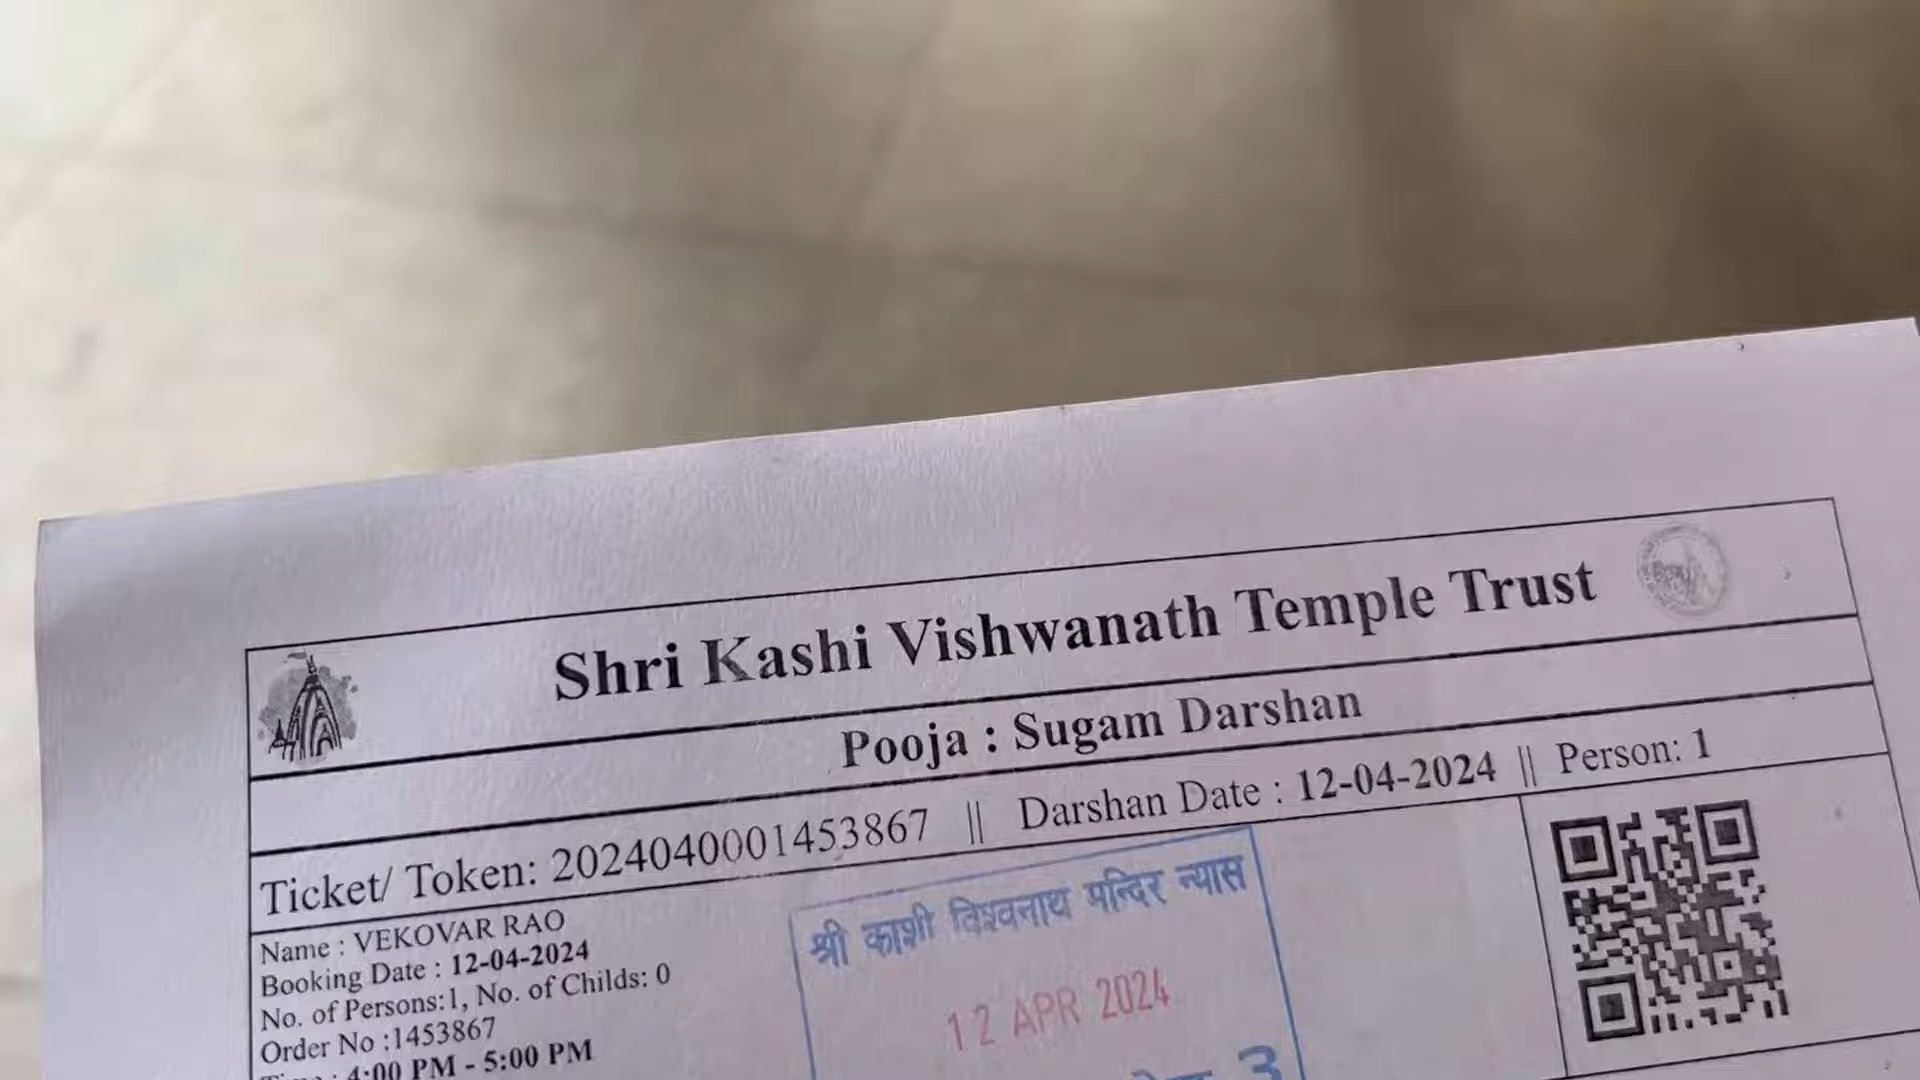 Shri Kashi Vishwanath Temple Trust
Pooja : Sugam Darshan
Ticket/ Token: 2024040001453867 || Darshan Date : 12-04-2024 || Person: 1
Name : VEKOVAR RAO
Booking Date : 12-04-2024
No. of Persons:1, No. of Childs: 0
Order No :1453867
4:00 PM - 5:00 PM
श्री काशी विश्वनाथ मन्दिर न्यास
12 APR 2024
3